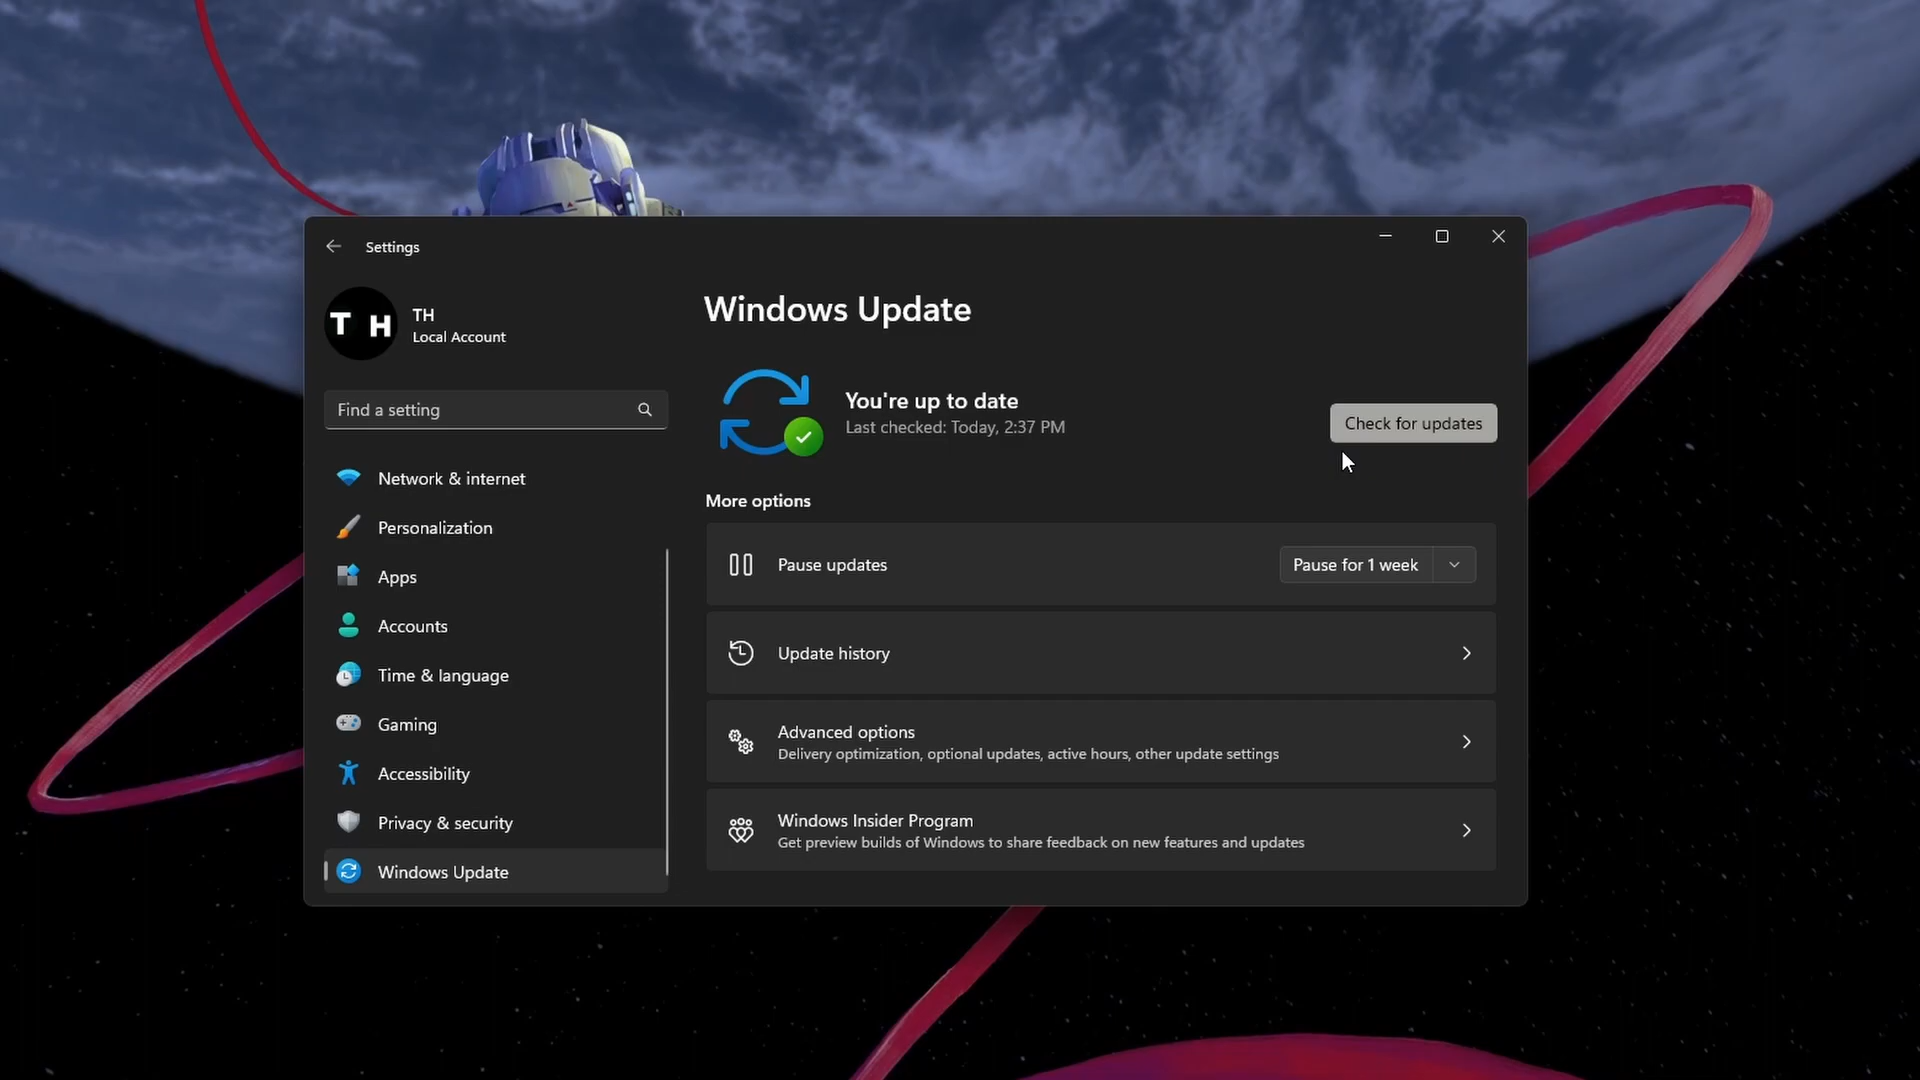 Settings
T H
TH
Local Account
Find a setting
Network & internet
Personalization
Apps
Accounts
Time & language
Gaming
Accessibility
Privacy & security
Windows Update
Windows Update
You're up to date
Last checked: Today, 2:37 PM
Check for updates
More options
Pause updates
Pause for 1 week
Update history
Advanced options
Delivery optimization, optional updates, active hours, other update settings
Windows Insider Program
Get preview builds of Windows to share feedback on new features and updates